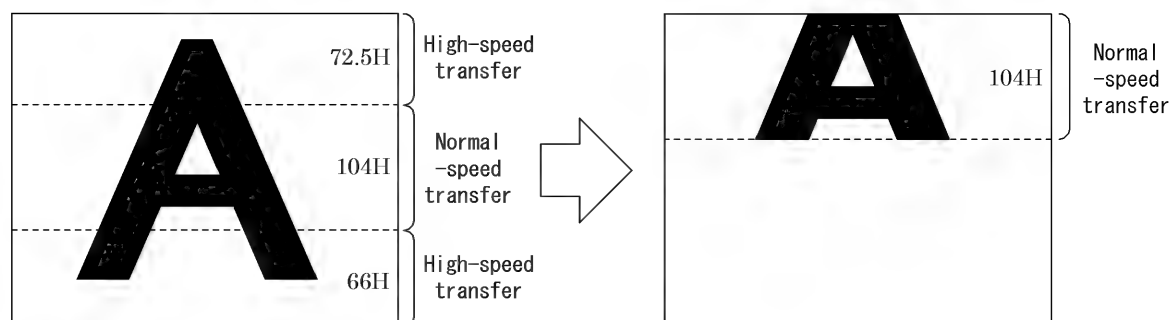 72.5H
High-speed
transfer
A
104H
Normal
-speed
transfer
66H
High-speed
transfer
A
104H
Normal
-speed
transfer